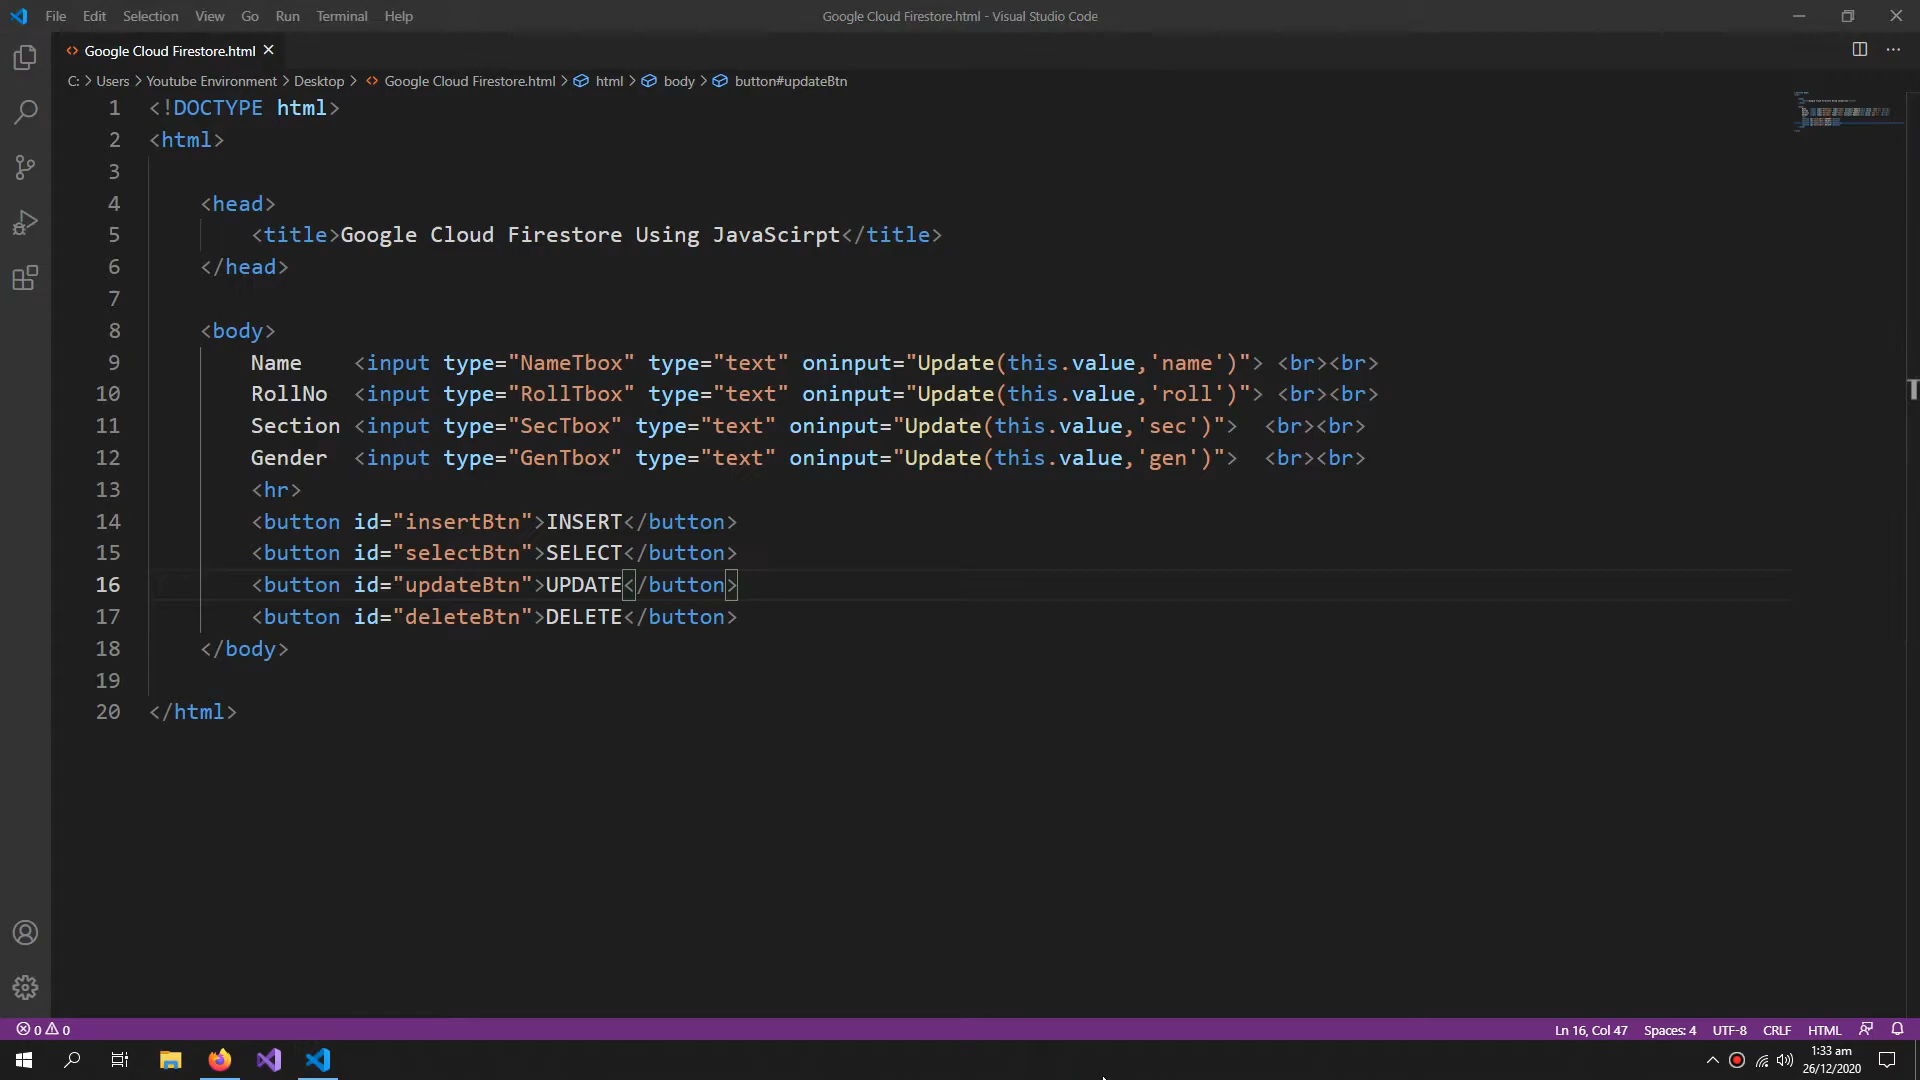 File Edit Selection View Go Run Terminal Help Google Cloud Firestore.html - Visual Studio Code
Google Cloud Firestore.html
C: > Users > Youtube Environment > Desktop > Google Cloud Firestore.html > html > body > button#updateBtn
1 <!DOCTYPE html>
2 <html>
3
4 <head>
5 <title>Google Cloud Firestore Using JavaScirpt</title>
6 </head>
7
8 <body>
9 Name <input type="NameTbox" type="text" oninput="Update(this.value,'name')"> <br><br>
10 RollNo <input type="RollTbox" type="text" oninput="Update(this.value,'roll')"> <br><br>
11 Section <input type="SecTbox" type="text" oninput="Update(this.value,'sec')"> <br><br>
12 Gender <input type="GenTbox" type="text" oninput="Update(this.value,'gen')"> <br><br>
13 <hr>
14 <button id="insertBtn">INSERT</button>
15 <button id="selectBtn">SELECT</button>
16 <button id="updateBtn">UPDATE</button>
17 <button id="deleteBtn">DELETE</button>
18 </body>
19
20 </html>
0 0 Ln 16, Col 47 Spaces: 4 UTF-8 CRLF HTML
1:33 am
26/12/2020